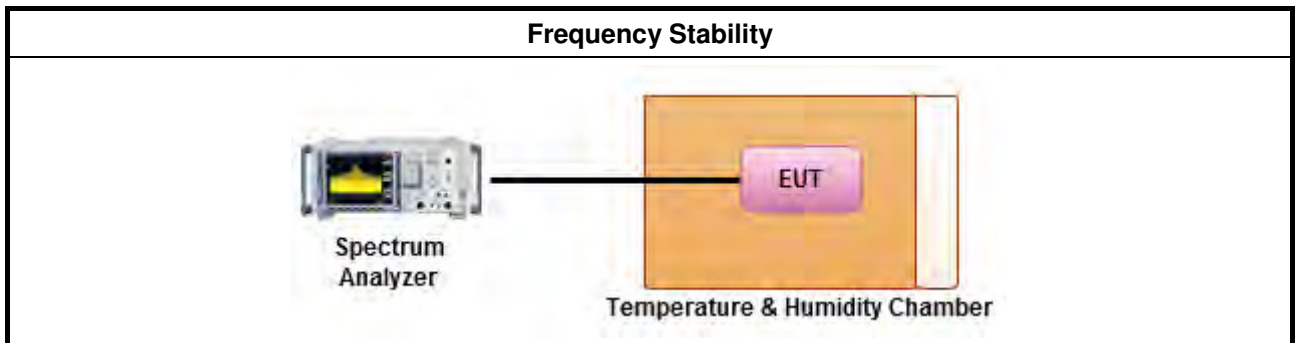 Frequency Stability
EUT
Spectrum
Analyzer
Temperature & Humidity Chamber